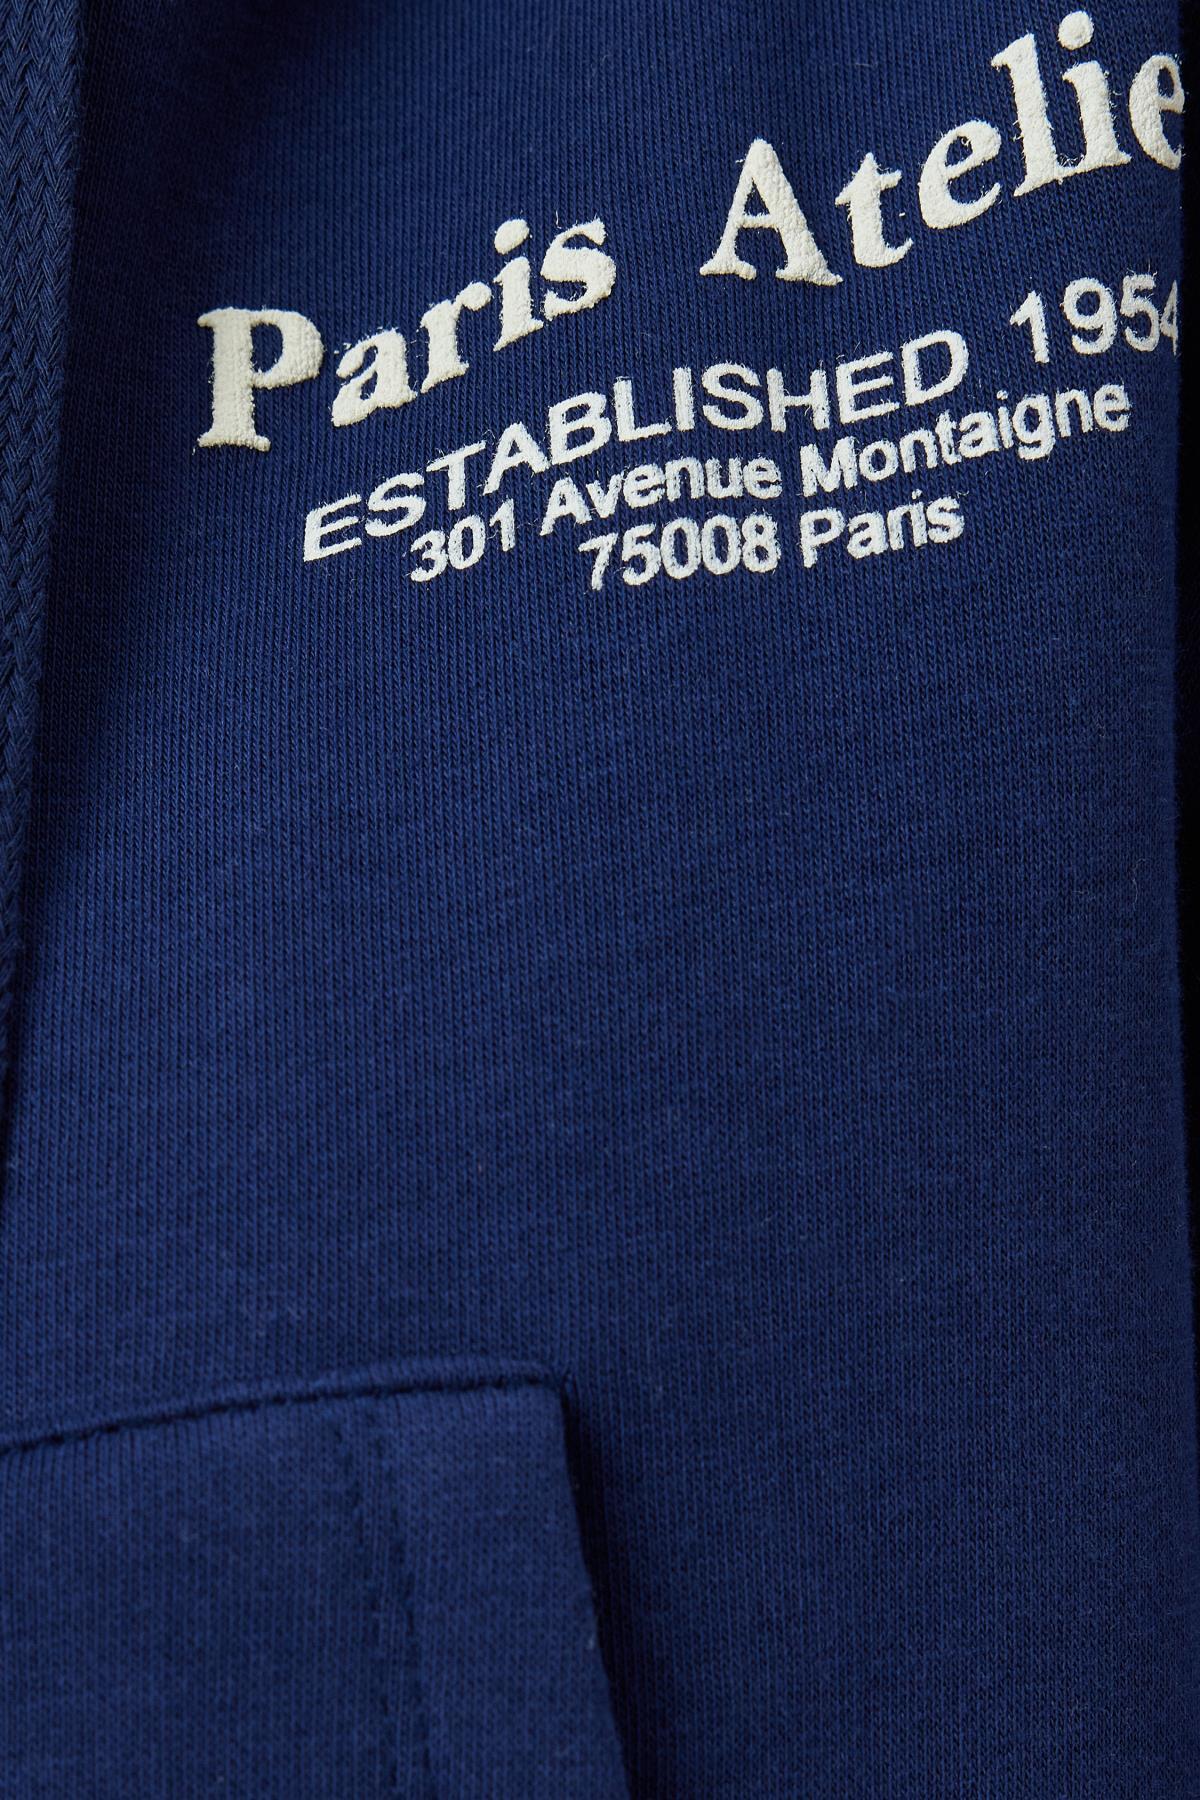 Paris Atelie
ESTABLISHED 1954
301 Avenue Montaigne
75008 Paris